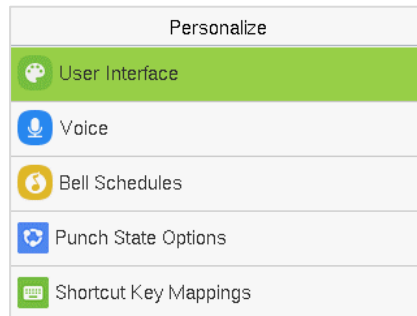 Personalize
User Interface
Voice
Bell Schedules
Punch State Options
Shortcut Key Mappings